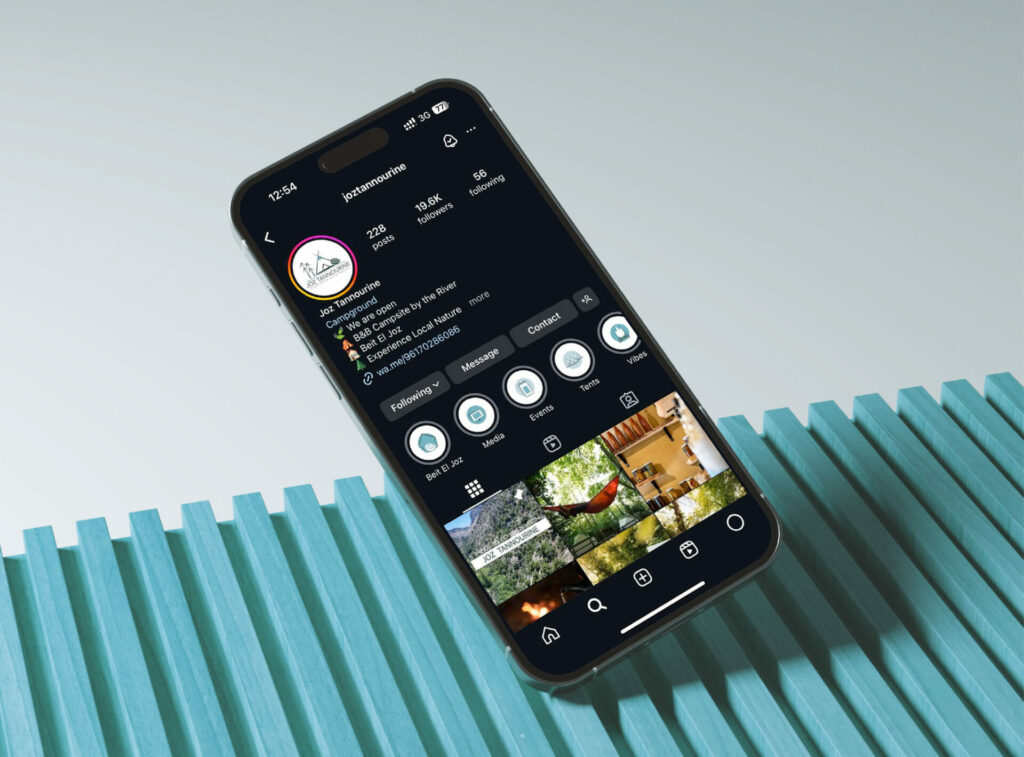 12:54
3G 77
joztannourine
228 posts
19.6K followers
56 following
JOZ TANNOURINE
Joz Tannourine
Campground
🌿 We are open
⛺ B&B Campsite by the River
🏠 Beit El Joz
🌲 Experience Local Nature more
wa.me/96170286086
Following
Message
Contact
Beit El Joz
Media
Events
Tents
Vibes
JOZ TANNOURINE